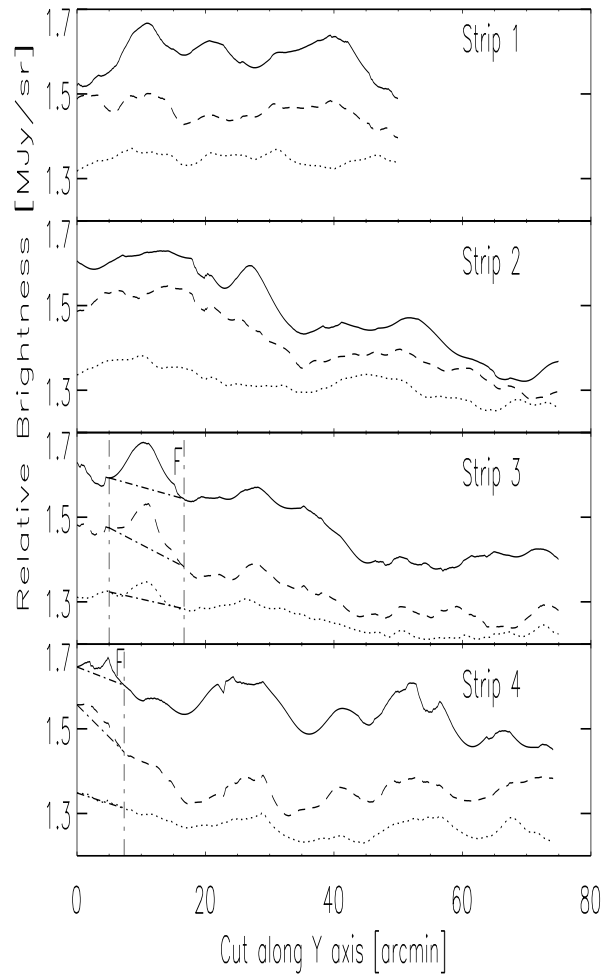 Relative Brightness [MJy/sr]
1.7
1.5
1.3
Strip 1
1.7
1.5
1.3
Strip 2
1.7
1.5
1.3
F
Strip 3
1.7
1.5
1.3
F
Strip 4
0 20 40 60 80
Cut along Y axis [arcmin]